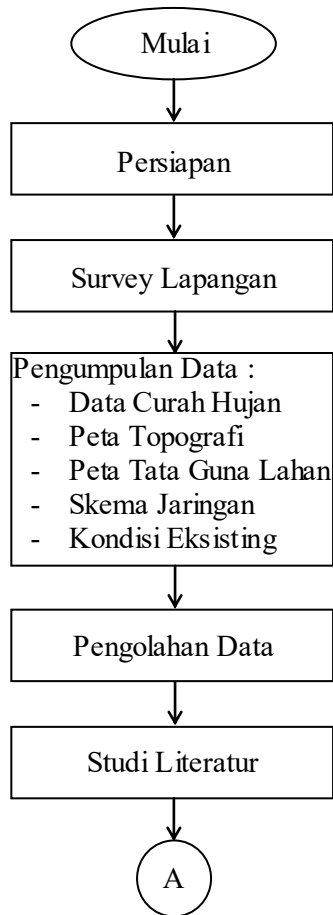 Mulai
Persiapan
Survey Lapangan
Pengumpulan Data :
- Data Curah Hujan
- Peta Topografi
- Peta Tata Guna Lahan
- Skema Jaringan
- Kondisi Eksisting
Pengolahan Data
Studi Literatur
A